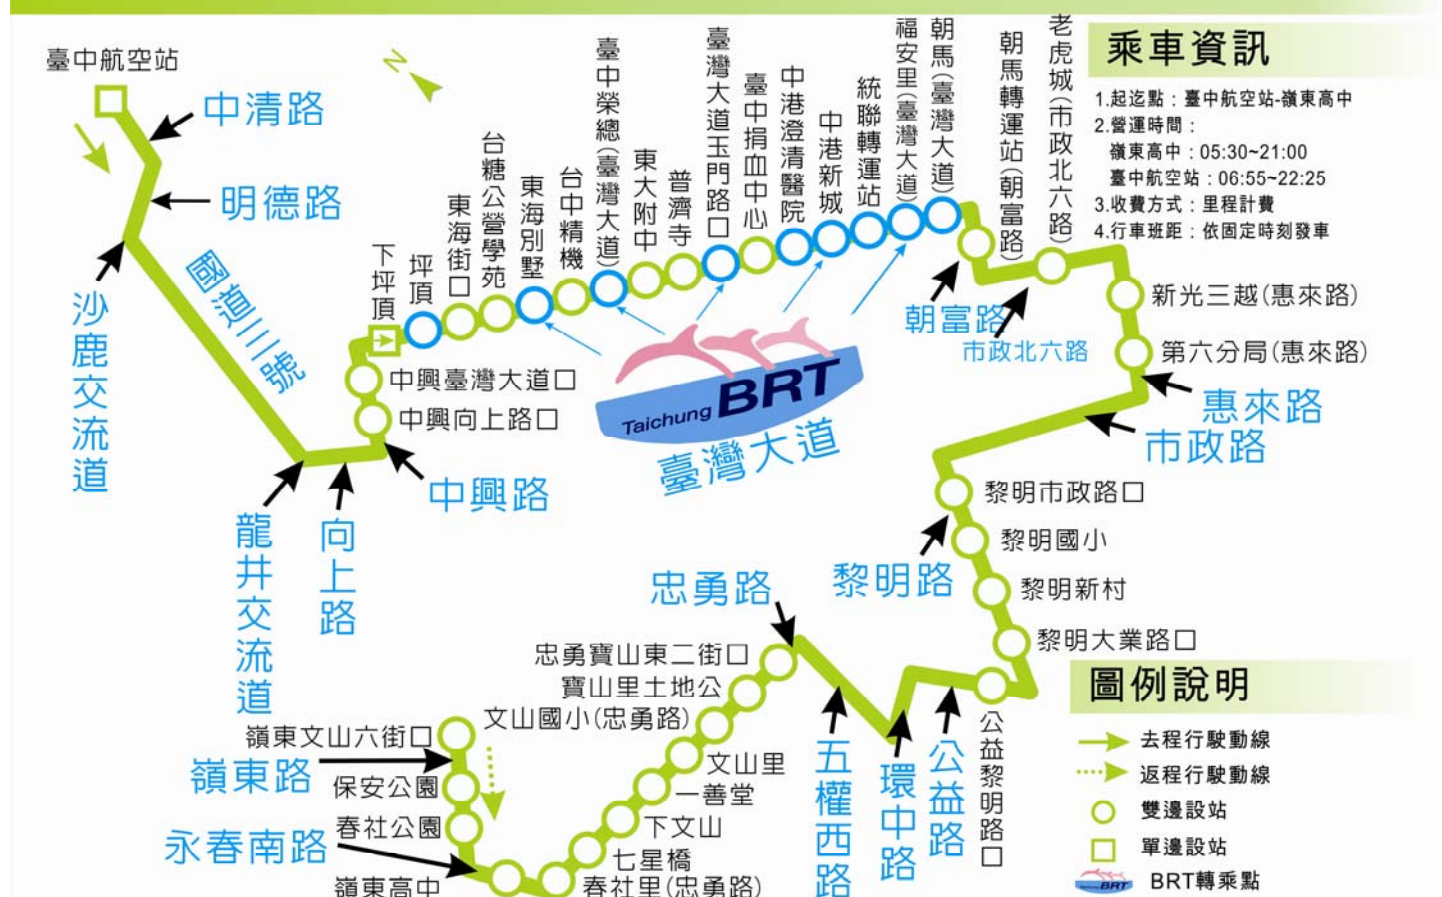 臺中航空站
中清路
明德路
沙鹿交流道
國道三號
龍井交流道
向上路
中興路
中興向上路口
中興臺灣大道口
下坪頂
坪頂
東海街口
台糖公營學苑
東海別墅
台中精機
臺中榮總(臺灣大道)
東大附中
普濟寺
臺灣大道玉門路口
臺中捐血中心
中港澄清醫院
中港新城
統聯轉運站
福安里(臺灣大道)
朝馬(臺灣大道)
朝馬轉運站(朝富路)
老虎城(市政北六路)
Taichung BRT
臺灣大道
朝富路
市政北六路
新光三越(惠來路)
第六分局(惠來路)
惠來路
市政路
黎明市政路口
黎明國小
黎明路
黎明新村
黎明大業路口
公益黎明路口
公益路
環中路
五權西路
忠勇路
忠勇寶山東二街口
寶山里土地公
文山國小(忠勇路)
文山里
一善堂
下文山
七星橋
春社里(忠勇路)
嶺東高中
永春南路
春社公園
保安公園
嶺東路
嶺東文山六街口
乘車資訊
1.起迄點：臺中航空站-嶺東高中
2.營運時間：
嶺東高中：05:30~21:00
臺中航空站：06:55~22:25
3.收費方式：里程計費
4.行車班距：依固定時刻發車
圖例說明
去程行駛動線
返程行駛動線
雙邊設站
單邊設站
Taichung BRT
BRT轉乘點
N